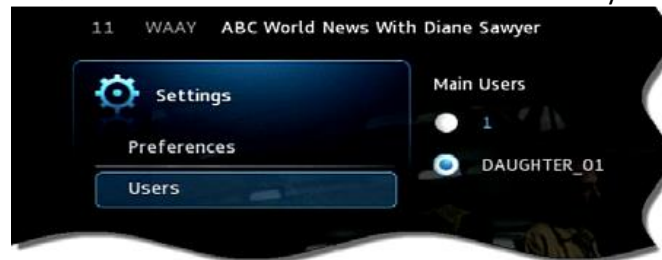 11 WAAY ABC World News With Diane Sawyer
Settings
Preferences
Users
Main Users
1
DAUGHTER_01